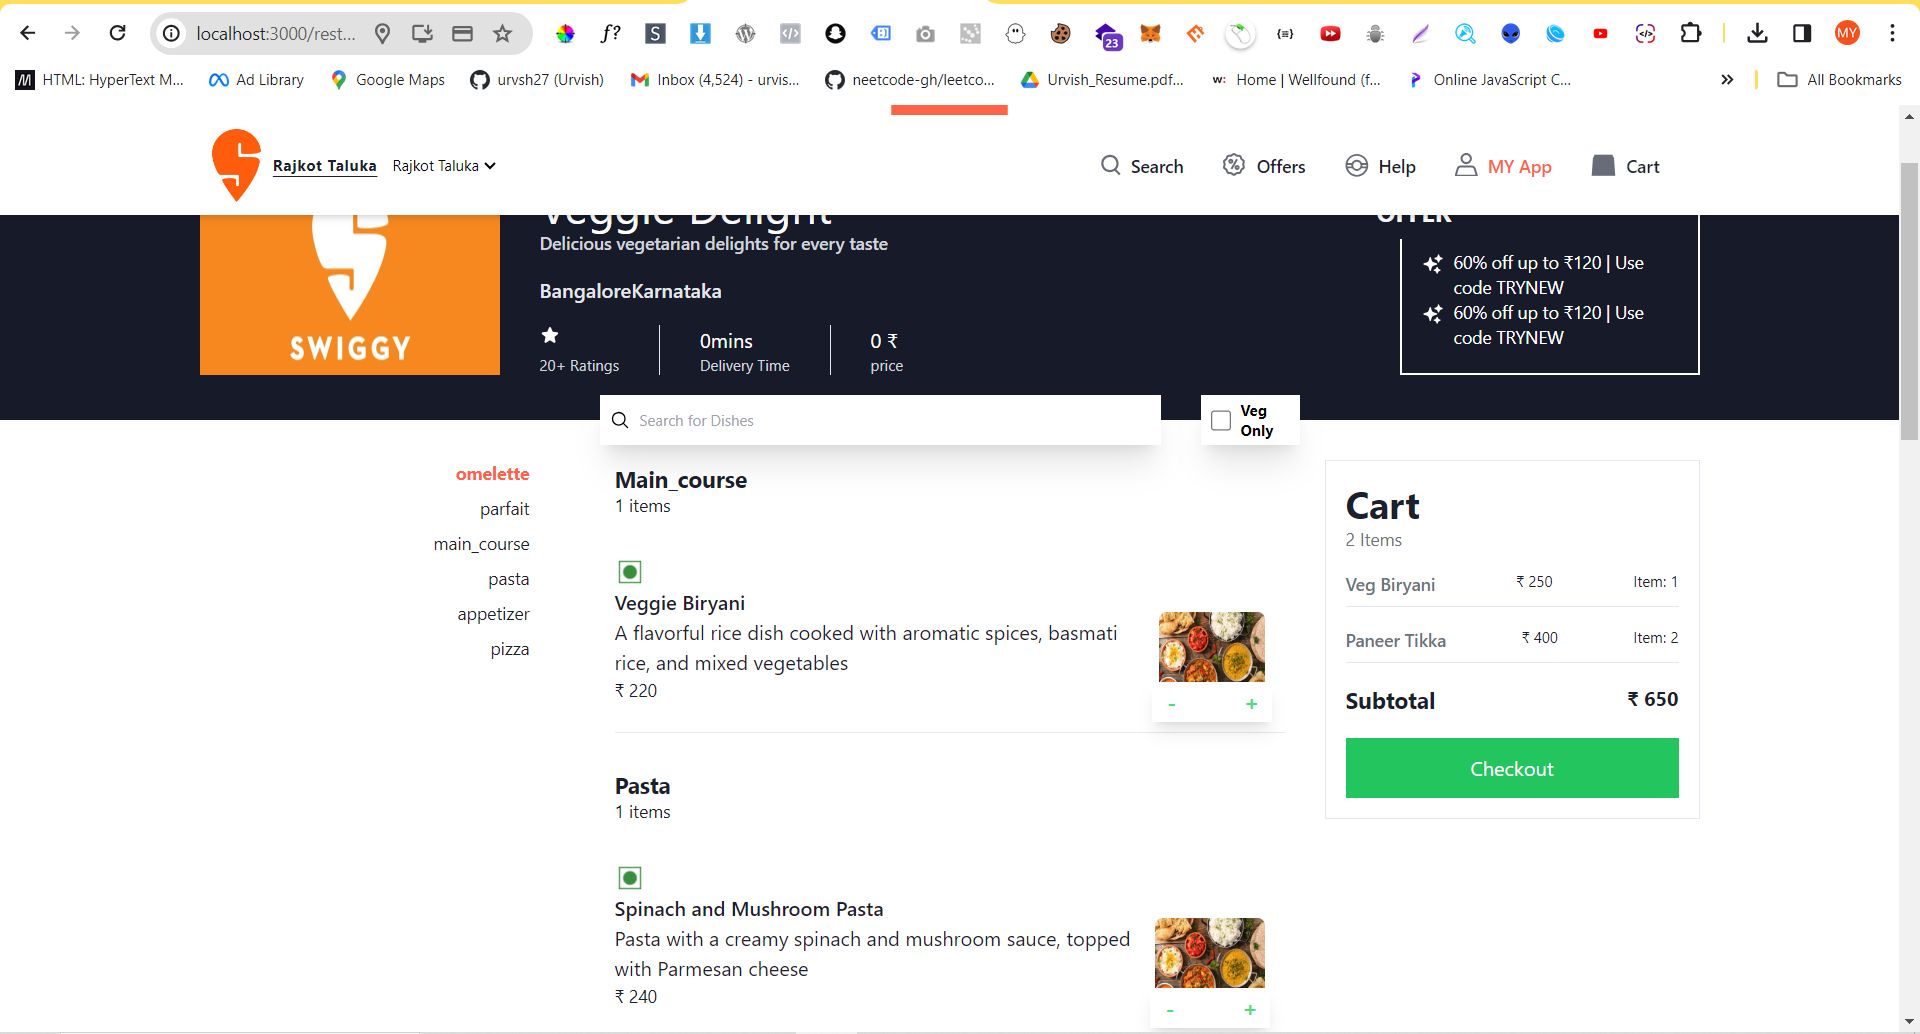 localhost:3000/rest...
f?
S
23
MY
HTML: HyperText M...
Ad Library
Google Maps
urvsh27 (Urvish)
Inbox (4,524) - urvis...
neetcode-gh/leetco...
Urvish_Resume.pdf...
w: Home | Wellfound (f...
Online JavaScript C...
»
All Bookmarks
Rajkot Taluka
Rajkot Taluka
Search
Offers
Help
MY App
Cart
SWIGGY
Veggie Delight
Delicious vegetarian delights for every taste
BangaloreKarnataka
20+ Ratings
0mins
Delivery Time
0 ₹
price
OFFER
60% off up to ₹120 | Use
code TRYNEW
60% off up to ₹120 | Use
code TRYNEW
Search for Dishes
Veg
Only
omelette
parfait
main_course
pasta
appetizer
pizza
Main_course
1 items
Veggie Biryani
A flavorful rice dish cooked with aromatic spices, basmati
rice, and mixed vegetables
₹ 220
- +
Pasta
1 items
Spinach and Mushroom Pasta
Pasta with a creamy spinach and mushroom sauce, topped
with Parmesan cheese
₹ 240
- +
Cart
2 Items
Veg Biryani ₹ 250 Item: 1
Paneer Tikka ₹ 400 Item: 2
Subtotal ₹ 650
Checkout